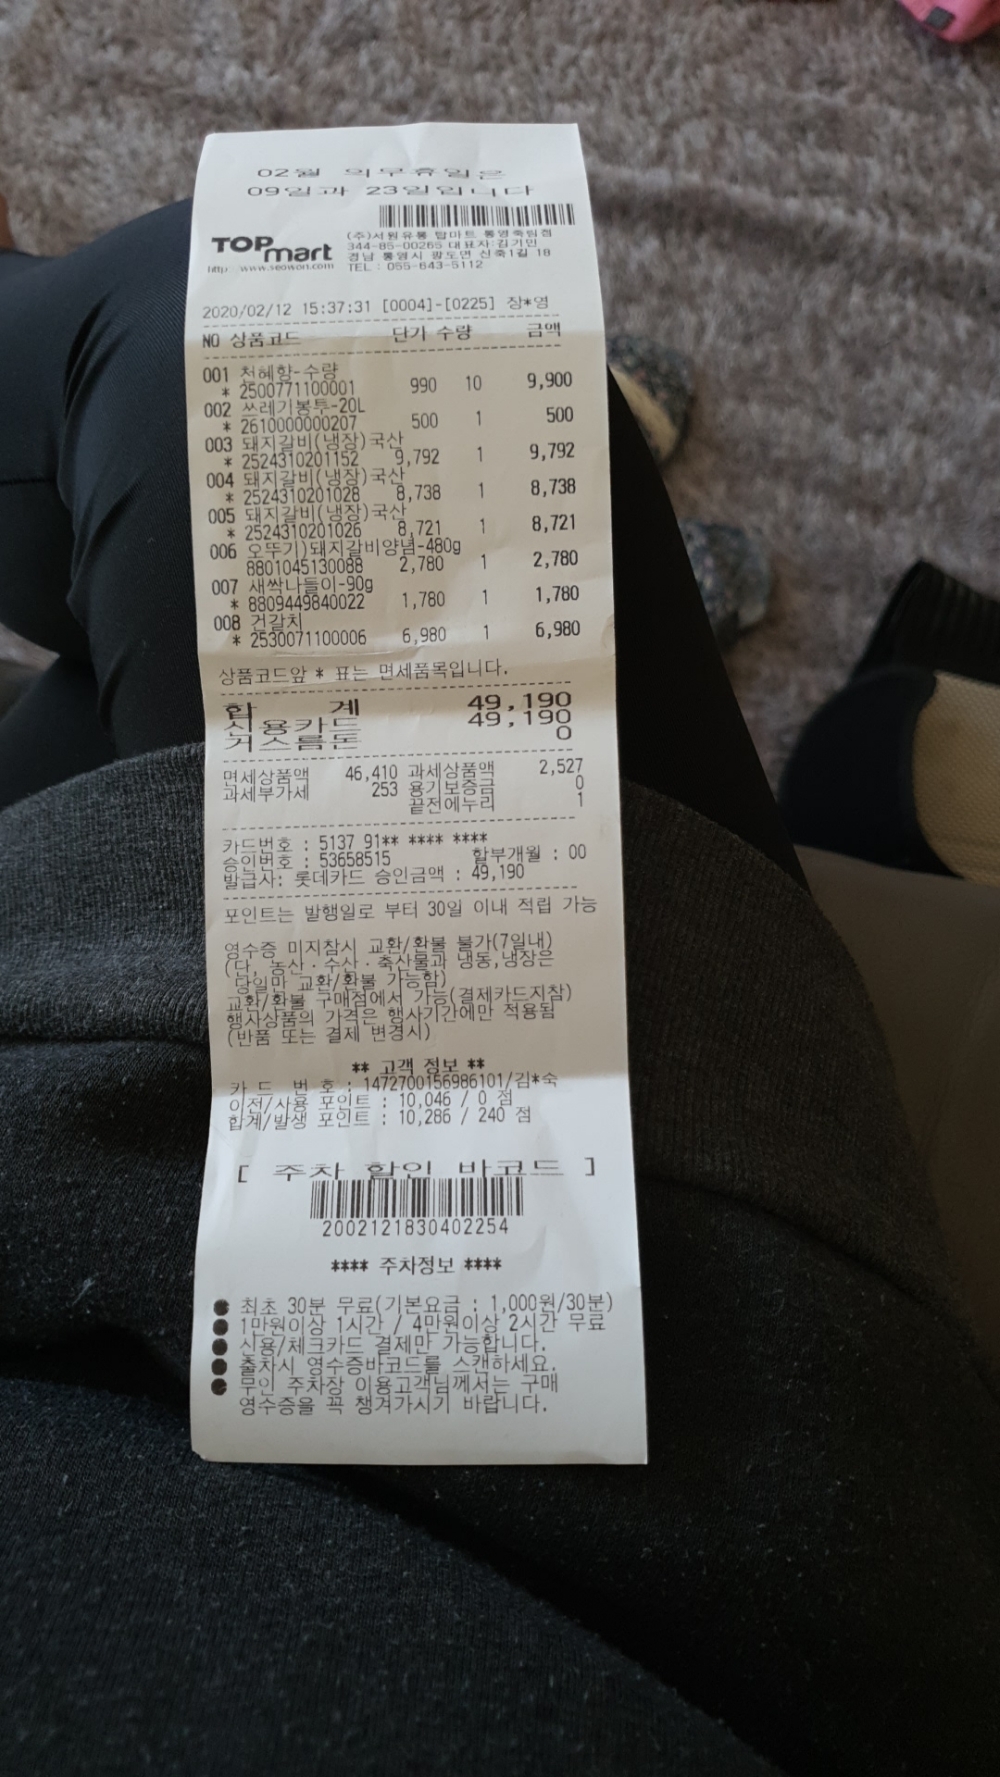 02월 의무휴일은
09일과 23일입니다
TOPmart
http://www.seowon.com
(주)서원유통 탑마트 통영죽림점
344-85-00265 대표자:김기민
경남 통영시 광도면 신죽1길 18
TEL : 055-643-5112
2020/02/12 15:37:31 [0004]-[0225] 장*영
NO 상품코드 단가 수량 금액
001 천혜향-수량
* 2500771100001 990 10 9,900
002 쓰레기봉투-20L
* 2610000000207 500 1 500
003 돼지갈비(냉장)국산
* 2524310201152 9,792 1 9,792
004 돼지갈비(냉장)국산
* 2524310201028 8,738 1 8,738
005 돼지갈비(냉장)국산
* 2524310201026 8,721 1 8,721
006 오뚜기)돼지갈비양념-480g
8801045130088 2,780 1 2,780
007 새싹나들이-90g
* 8809449840022 1,780 1 1,780
008 건갈치
* 2530071100006 6,980 1 6,980
상품코드앞 * 표는 면세품목입니다.
합 계 49,190
신용카드 49,190
거스름돈 0
면세상품액 46,410 과세상품액 2,527
과세부가세 253 용기보증금 0
끝전에누리 1
카드번호 : 5137 91** **** ****
승인번호 : 53658515 할부개월 : 00
발급사: 롯데카드 승인금액 : 49,190
포인트는 발행일로 부터 30일 이내 적립 가능
영수증 미지참시 교환/환불 불가(7일내)
(단, 농산·수산·축산물과 냉동,냉장은
당일만 교환/환불 가능함)
교환/환불 구매점에서 가능(결제카드지참)
행사상품의 가격은 행사기간에만 적용됨
(반품 또는 결제 변경시)
** 고객 정보 **
카 드 번 호 : 1472700156986101/김*숙
이전/사용 포인트 : 10,046 / 0 점
합계/발생 포인트 : 10,286 / 240 점
[ 주차 할인 바코드 ]
2002121830402254
**** 주차정보 ****
● 최초 30분 무료(기본요금 : 1,000원/30분)
● 1만원이상 1시간 / 4만원이상 2시간 무료
● 신용/체크카드 결제만 가능합니다.
● 출차시 영수증바코드를 스캔하세요.
● 무인 주차장 이용고객님께서는 구매
영수증을 꼭 챙겨가시기 바랍니다.